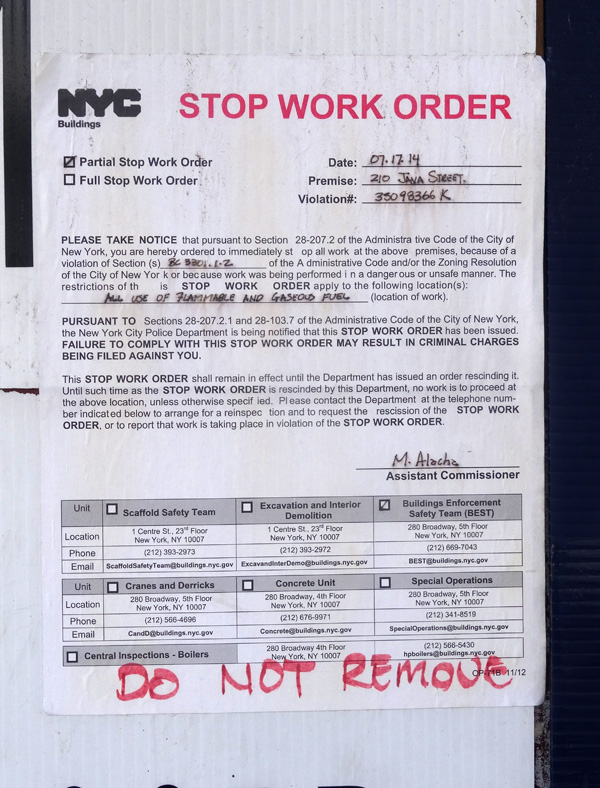 NYC
Buildings
STOP WORK ORDER
Partial Stop Work Order
Full Stop Work Order
Date: 07.17.14
Premise: 210 JAVA STREET.
Violation#: 35098366K
PLEASE TAKE NOTICE that pursuant to Section 28-207.2 of the Administra tive Code of the City of
New York, you are hereby ordered to immediately st op all work at the above premises, because of a
violation of Section (s) BC 3301.1.2 of the A dministrative Code and/or the Zoning Resolution
of the City of New Yor k or because work was being performed i n a dangerous or unsafe manner. The
restrictions of th is STOP WORK ORDER apply to the following location(s):
ALL USE OF FLAMMABLE AND GASEOUS FUEL (location of work).
PURSUANT TO Sections 28-207.2.1 and 28-103.7 of the Administrative Code of the City of New York,
the New York City Police Department is being notified that this STOP WORK ORDER has been issued.
FAILURE TO COMPLY WITH THIS STOP WORK ORDER MAY RESULT IN CRIMINAL CHARGES
BEING FILED AGAINST YOU.
This STOP WORK ORDER shall remain in effect until the Department has issued an order rescinding it.
Until such time as the STOP WORK ORDER is rescinded by this Department, no work is to proceed at
the above location, unless otherwise specif ied. Pl ease contact the Department at the telephone num-
ber indicated below to arrange for a reinspec tion and to request the rescission of the STOP WORK
ORDER, or to report that work is taking place in violation of the STOP WORK ORDER.
M. Alacha
Assistant Commissioner
Unit Scaffold Safety Team Excavation and Interior Demolition Buildings Enforcement Safety Team (BEST)
Location 1 Centre St., 23rd Floor New York, NY 10007 1 Centre St., 23rd Floor New York, NY 10007 280 Broadway, 5th Floor New York, NY 10007
Phone (212) 393-2973 (212) 393-2972 (212) 669-7043
Email ScaffoldSafetyTeam@buildings.nyc.gov ExcavandInterDemo@buildings.nyc.gov BEST@buildings.nyc.gov
Unit Cranes and Derricks Concrete Unit Special Operations
Location 280 Broadway, 5th Floor New York, NY 10007 280 Broadway, 4th Floor New York, NY 10007 280 Broadway, 5th Floor New York, NY 10007
Phone (212) 566-4696 (212) 676-9971 (212) 341-8519
Email CandD@buildings.nyc.gov Concrete@buildings.nyc.gov SpecialOperations@buildings.nyc.gov
Central Inspections - Boilers 280 Broadway 4th Floor New York, NY 10007 (212) 566-5430 hpboilers@buildings.nyc.gov
OP-71B 11/12
DO NOT REMOVE